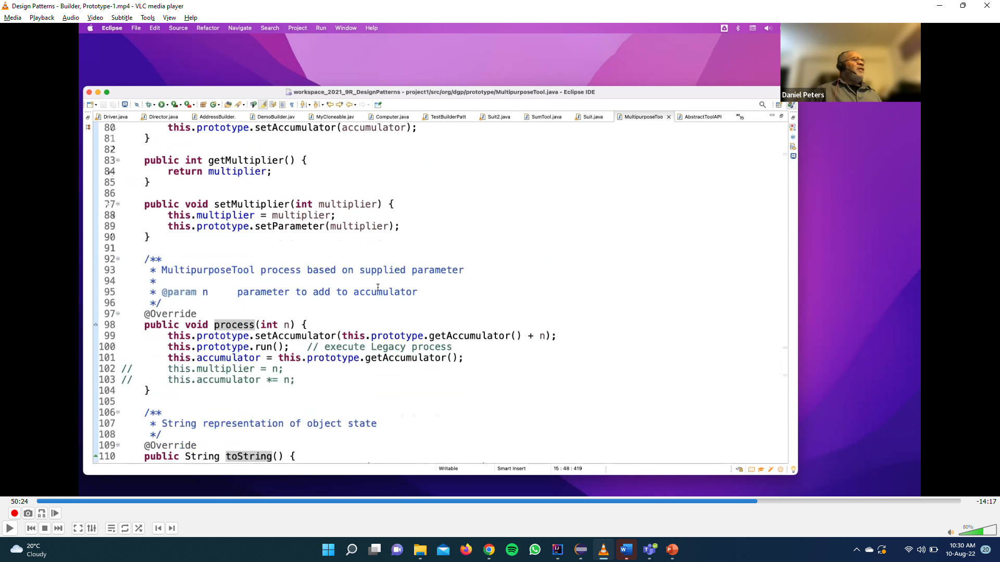 Design Patterns - Builder, Prototype-1.mp4 - VLC media player
Media Playback Audio Video Subtitle Tools View Help
Eclipse File Edit Source Refactor Navigate Search Project Run Window Help
Daniel Peters
workspace_2021_9R_DesignPatterns - project1/src/org/dgp/prototype/MultipurposeTool.java - Eclipse IDE
Driver.java Director.java AddressBuilder. DemoBuilder.jav MyCloneable.jav Computer.java TestBuilderPatt Suit2.java SumTool.java Suit.java MultipurposeToo AbstractToolAPI »15
80 this.prototype.setAccumulator(accumulator);
81 }
82
83 public int getMultiplier() {
84 return multiplier;
85 }
86
87 public void setMultiplier(int multiplier) {
88 this.multiplier = multiplier;
89 this.prototype.setParameter(multiplier);
90 }
91
92 /**
93 * MultipurposeTool process based on supplied parameter
94 *
95 * @param n parameter to add to accumulator
96 */
97 @Override
98 public void process(int n) {
99 this.prototype.setAccumulator(this.prototype.getAccumulator() + n);
100 this.prototype.run(); // execute Legacy process
101 this.accumulator = this.prototype.getAccumulator();
102 // this.multiplier = n;
103 // this.accumulator *= n;
104 }
105
106 /**
107 * String representation of object state
108 */
109 @Override
110 public String toString() {
Writable Smart Insert 15 : 48 : 419
50:24 -14:17
80%
20°C
Cloudy
10:30 AM
10-Aug-22
20